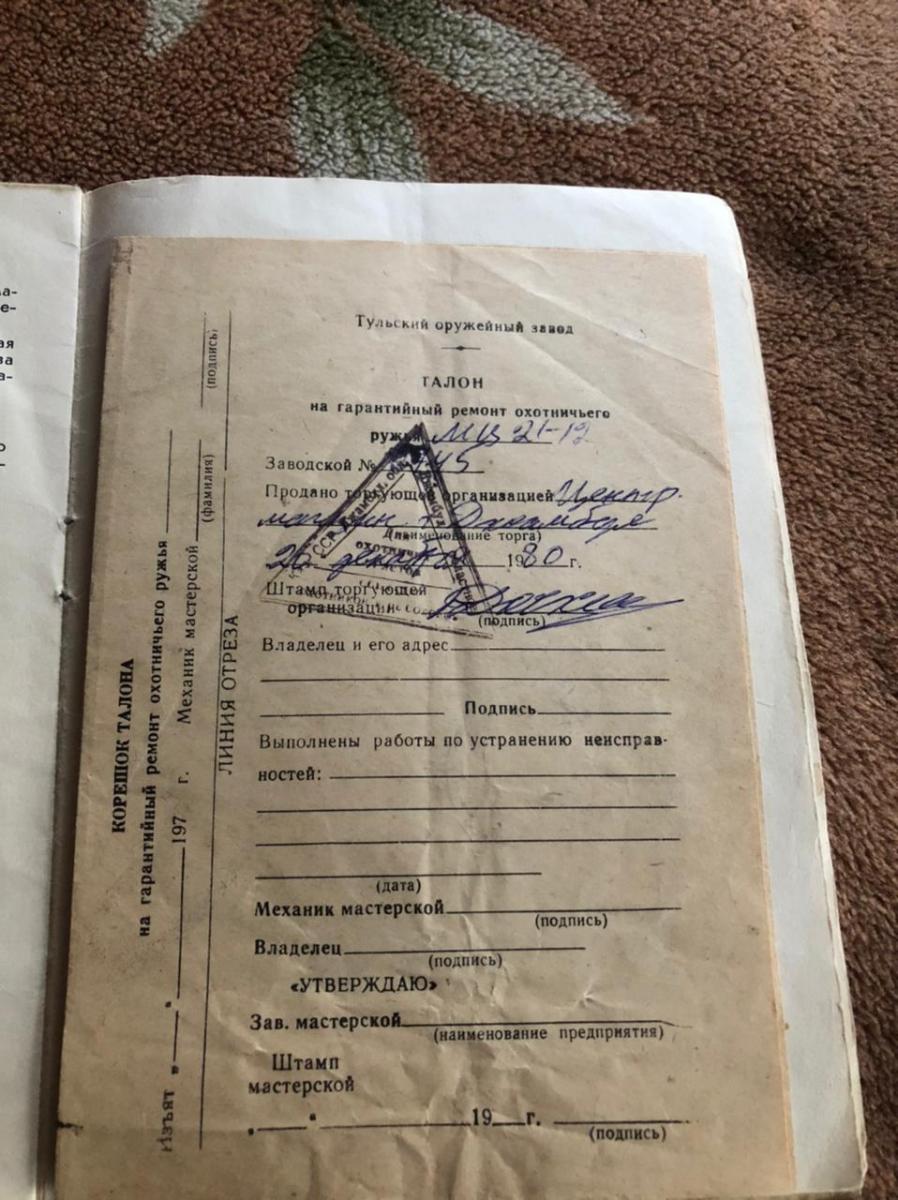 КОРЕШОК ТАЛОНА
на гарантийный ремонт охотничьего ружья
Изъят „ “ 197 г. Механик мастерской
(фамилия) (подпись)
ЛИНИЯ ОТРЕЗА
Тульский оружейный завод
ТАЛОН
на гарантийный ремонт охотничьего
ружья МЦ 21-12
Заводской №
Продано торгующей организацией Центр.
(наименование торга)
26 декабря 1980 г.
Штамп торгующей
организации
(подпись)
Владелец и его адрес
Подпись
Выполнены работы по устранению неисправ-
ностей:
(дата)
Механик мастерской
(подпись)
Владелец
(подпись)
«УТВЕРЖДАЮ»
Зав. мастерской
(наименование предприятия)
Штамп
мастерской
„ “ 19 г.
(подпись)